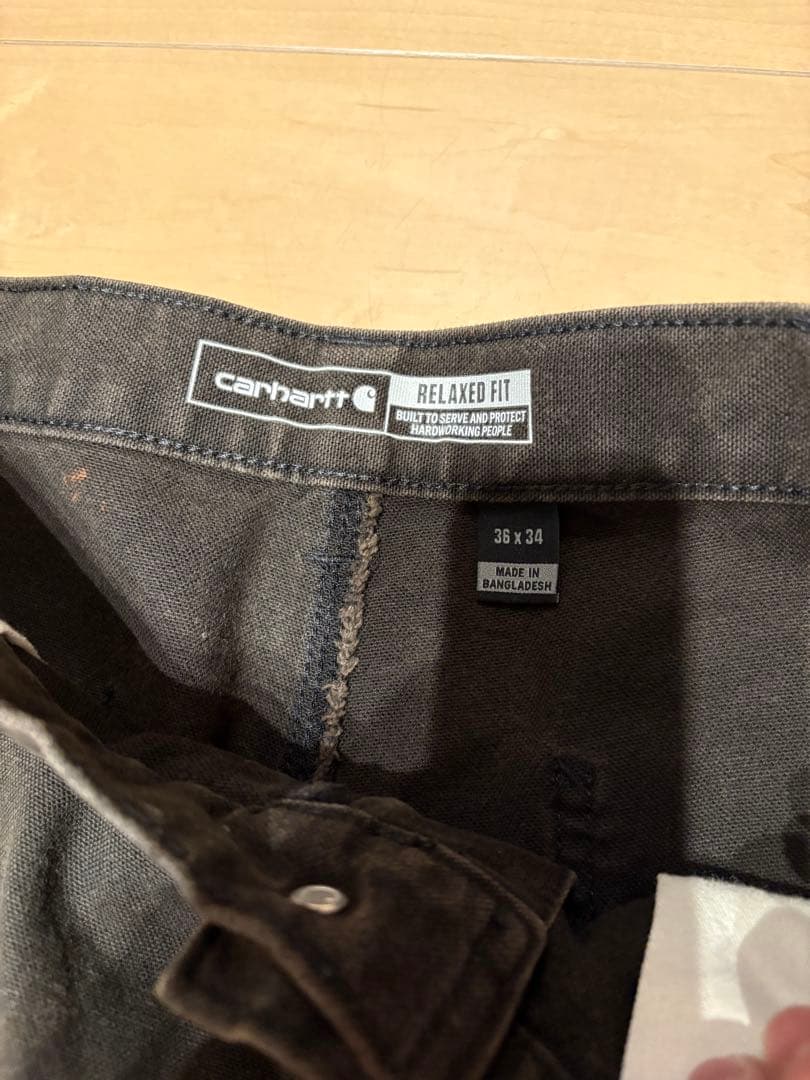 carhartt
RELAXED FIT
BUILT TO SERVE AND PROTECT
HARDWORKING PEOPLE
36 x 34
MADE IN
BANGLADESH